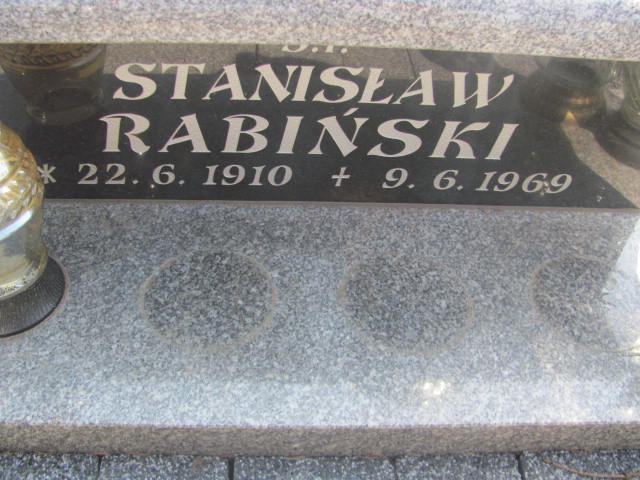 Ś.P.
STANISŁAW
RABIŃSKI
* 22. 6. 1910 + 9. 6. 1969